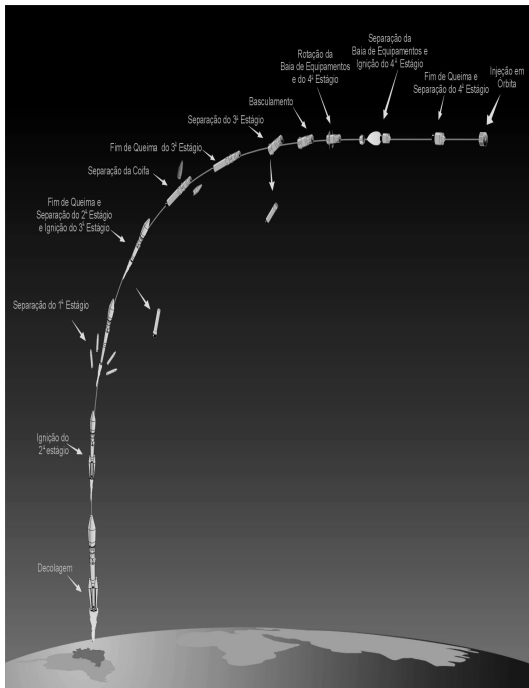 Separação da
Baia de Equipamentos e
Ignição do 4º Estágio
Rotação da
Baia de Equipamentos
e do 4º Estágio
Injeção em
Órbita
Fim de Queima e
Separação do 4º Estágio
Basculamento
Separação do 3º Estágio
Fim de Queima do 3º Estágio
Separação da Coifa
Fim de Queima e
Separação do 2º Estágio
e Ignição do 3º Estágio
Separação do 1º Estágio
Ignição do
2º estágio
Decolagem